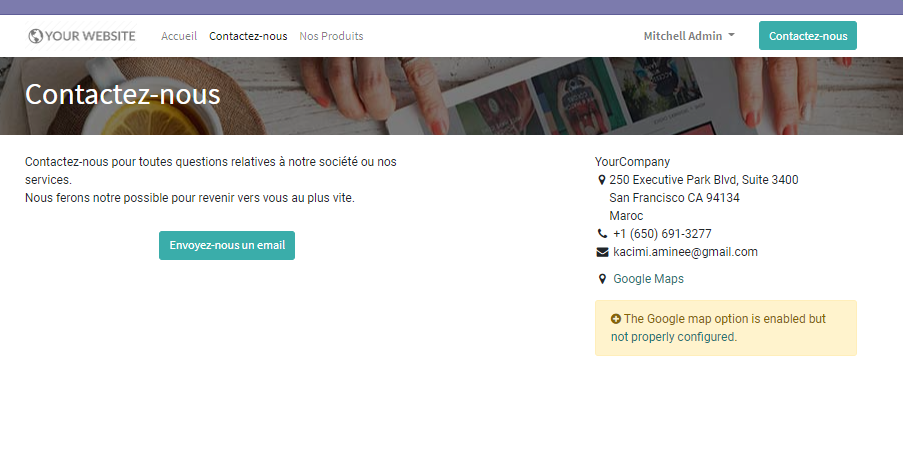 YOUR WEBSITE Accueil Contactez-nous Nos Produits Mitchell Admin Contactez-nous
Contactez-nous
Contactez-nous pour toutes questions relatives à notre société ou nos
services.
Nous ferons notre possible pour revenir vers vous au plus vite.
Envoyez-nous un email
YourCompany
250 Executive Park Blvd, Suite 3400
San Francisco CA 94134
Maroc
+1 (650) 691-3277
kacimi.aminee@gmail.com
Google Maps
The Google map option is enabled but
not properly configured.